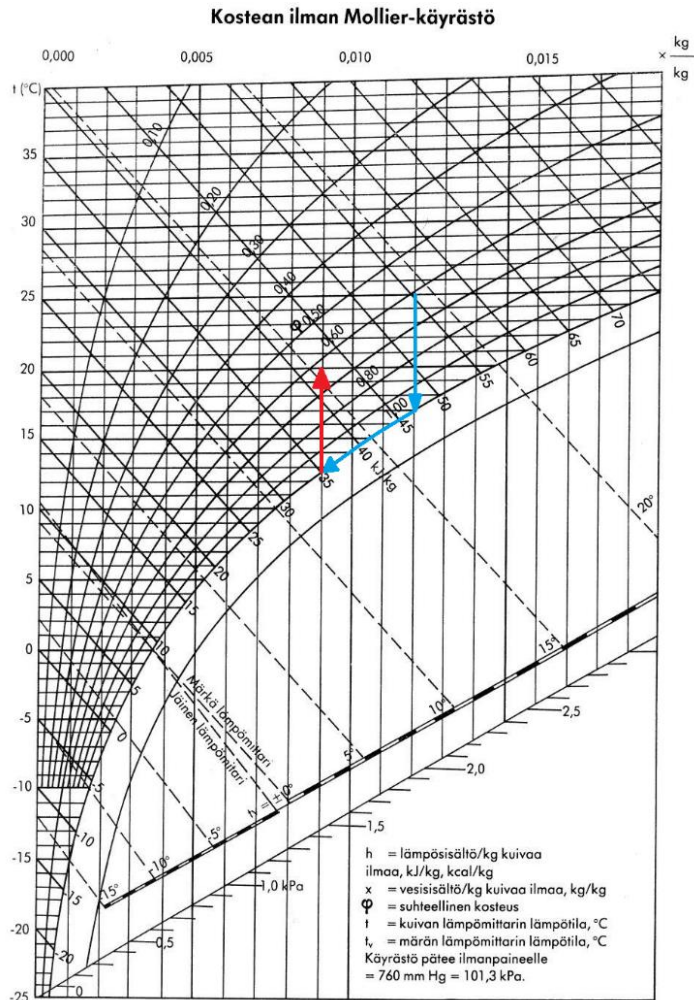 Kostean ilman Mollier-käyrästö
0,000 0,005 0,010 0,015 x kg
kg
t (°C)
35
30
25
20
15
10
5
0
-5
-10
-15
-20
-25
0,10
0,20
0,30
0,40
φ 0,50
0,60
0,80
1,00
70
65
60
55
50
45
40 kJ/kg
35
30
25
20
15
10
5
0
-5
-10
-15
-20
20°
15°
10°
5°
±0°
tᵥ =
-5°
-10°
-15°
Märkä lämpömittari
Jäinen lämpömitari
2,5
2,0
1,5
1,0 kPa
0,5
0
h = lämpösisältö/kg kuivaa
ilmaa, kJ/kg, kcal/kg
x = vesisisältö/kg kuivaa ilmaa, kg/kg
φ = suhteellinen kosteus
t = kuivan lämpömittarin lämpötila, °C
tᵥ = märän lämpömittarin lämpötila, °C
Käyrästö pätee ilmanpaineelle
= 760 mm Hg = 101,3 kPa.